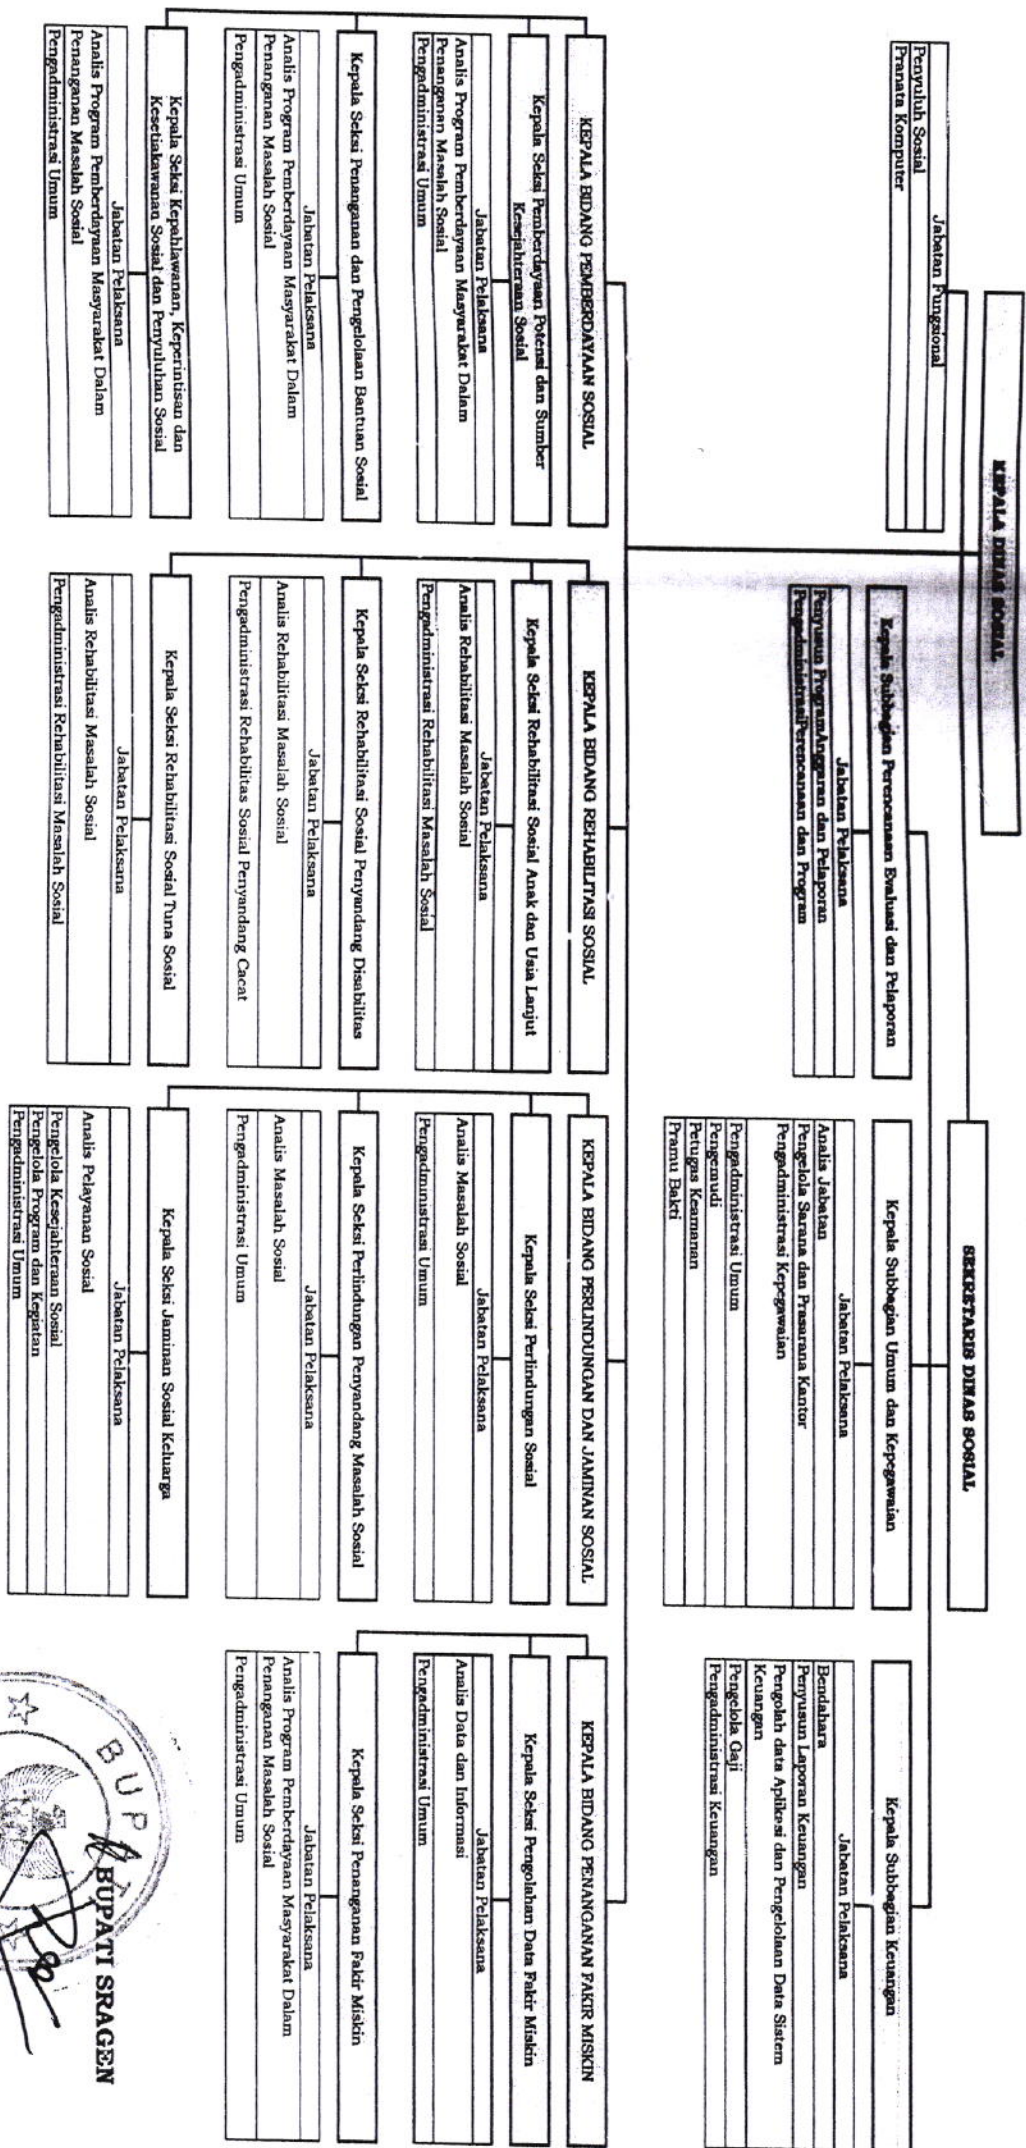 KEPALA DINAS SOSIAL
Jabatan Fungsional
Penyuluh Sosial
Pranata Komputer
SEKRETARIS DINAS SOSIAL
Kepala Subbagian Perencanaan Evaluasi dan Pelaporan
Jabatan Pelaksana
Penyusun ProgramAnggaran dan Pelaporan
PengadministrasiPerencanaan dan Program
Kepala Subbagian Umum dan Kepegawaian
Jabatan Pelaksana
Analis Jabatan
Pengelola Sarana dan Prasarana Kantor
Pengadministrasi Kepegawaian
Pengadministrasi Umum
Pengemudi
Petugas Keamanan
Pramu Bakti
Kepala Subbagian Keuangan
Jabatan Pelaksana
Bendahara
Penyusun Laporan Keuangan
Pengolah data Aplikasi dan Pengelolaan Data Sistem
Keuangan
Pengelola Gaji
Pengadministrasi Keuangan
KEPALA BIDANG PEMBERDAYAAN SOSIAL
Kepala Seksi Pemberdayaan Potensi dan Sumber
Kesejahteraan Sosial
Jabatan Pelaksana
Analis Program Pemberdayaan Masyarakat Dalam
Penanganan Masalah Sosial
Pengadministrasi Umum
Kepala Seksi Penanganan dan Pengelolaan Bantuan Sosial
Jabatan Pelaksana
Analis Program Pemberdayaan Masyarakat Dalam
Penanganan Masalah Sosial
Pengadministrasi Umum
Kepala Seksi Kepahlawanan, Keperintisan dan
Kesetiakawanan Sosial dan Penyuluhan Sosial
Jabatan Pelaksana
Analis Program Pemberdayaan Masyarakat Dalam
Penanganan Masalah Sosial
Pengadministrasi Umum
KEPALA BIDANG REHABILITASI SOSIAL
Kepala Seksi Rehabilitasi Sosial Anak dan Usia Lanjut
Jabatan Pelaksana
Analis Rehabilitasi Masalah Sosial
Pengadministrasi Rehabilitasi Masalah Sosial
Kepala Seksi Rehabilitasi Sosial Penyandang Disabilitas
Jabatan Pelaksana
Analis Rehabilitasi Masalah Sosial
Pengadministrasi Rehabilitas Sosial Penyandang Cacat
Kepala Seksi Rehabilitasi Sosial Tuna Sosial
Jabatan Pelaksana
Analis Rehabilitasi Masalah Sosial
Pengadministrasi Rehabilitasi Masalah Sosial
KEPALA BIDANG PERLINDUNGAN DAN JAMINAN SOSIAL
Kepala Seksi Perlindungan Sosial
Jabatan Pelaksana
Analis Masalah Sosial
Pengadministrasi Umum
Kepala Seksi Perlindungan Penyandang Masalah Sosial
Jabatan Pelaksana
Analis Masalah Sosial
Pengadministrasi Umum
Kepala Seksi Jaminan Sosial Keluarga
Jabatan Pelaksana
Analis Pelayanan Sosial
Pengelola Kesejahteraan Sosial
Pengelola Program dan Kegiatan
Pengadministrasi Umum
KEPALA BIDANG PENANGANAN FAKIR MISKIN
Kepala Seksi Pengolahan Data Fakir Miskin
Jabatan Pelaksana
Analis Data dan Informasi
Pengadministrasi Umum
Kepala Seksi Penanganan Fakir Miskin
Jabatan Pelaksana
Analis Program Pemberdayaan Masyarakat Dalam
Penanganan Masalah Sosial
Pengadministrasi Umum
BUPATI SRAGEN
BUPATI